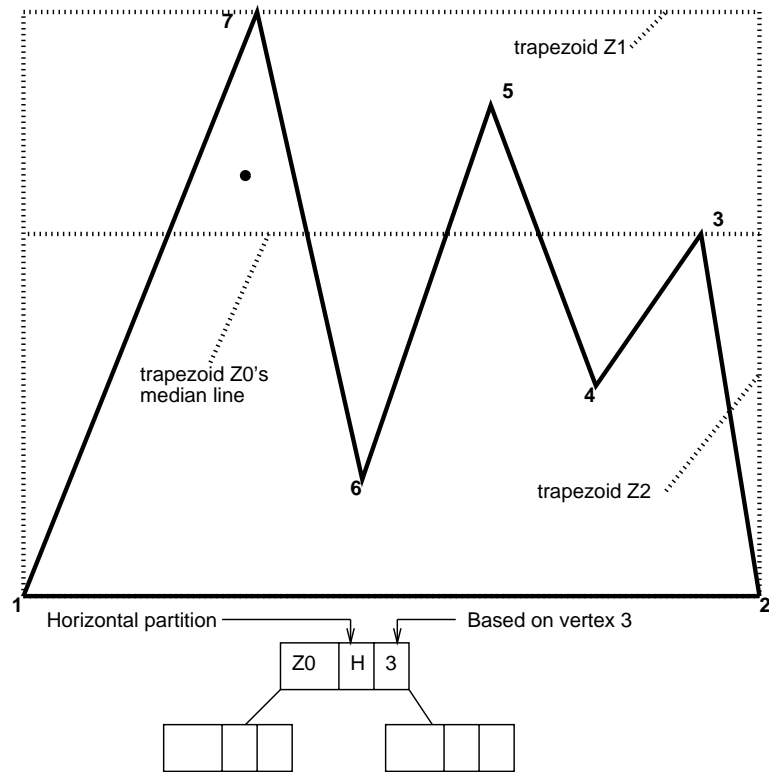 7
trapezoid Z1
5
3
trapezoid Z0's
median line
4
6
trapezoid Z2
1
2
Horizontal partition
Based on vertex 3
Z0 H 3